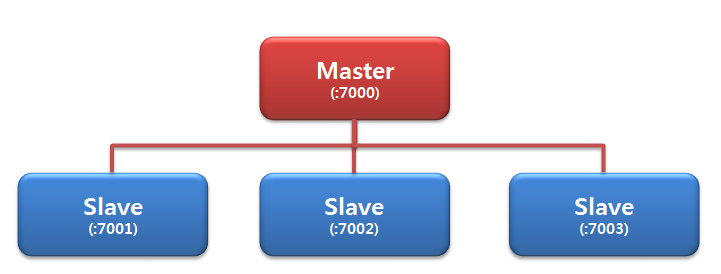 Master
(:7000)
Slave
(:7001)
Slave
(:7002)
Slave
(:7003)